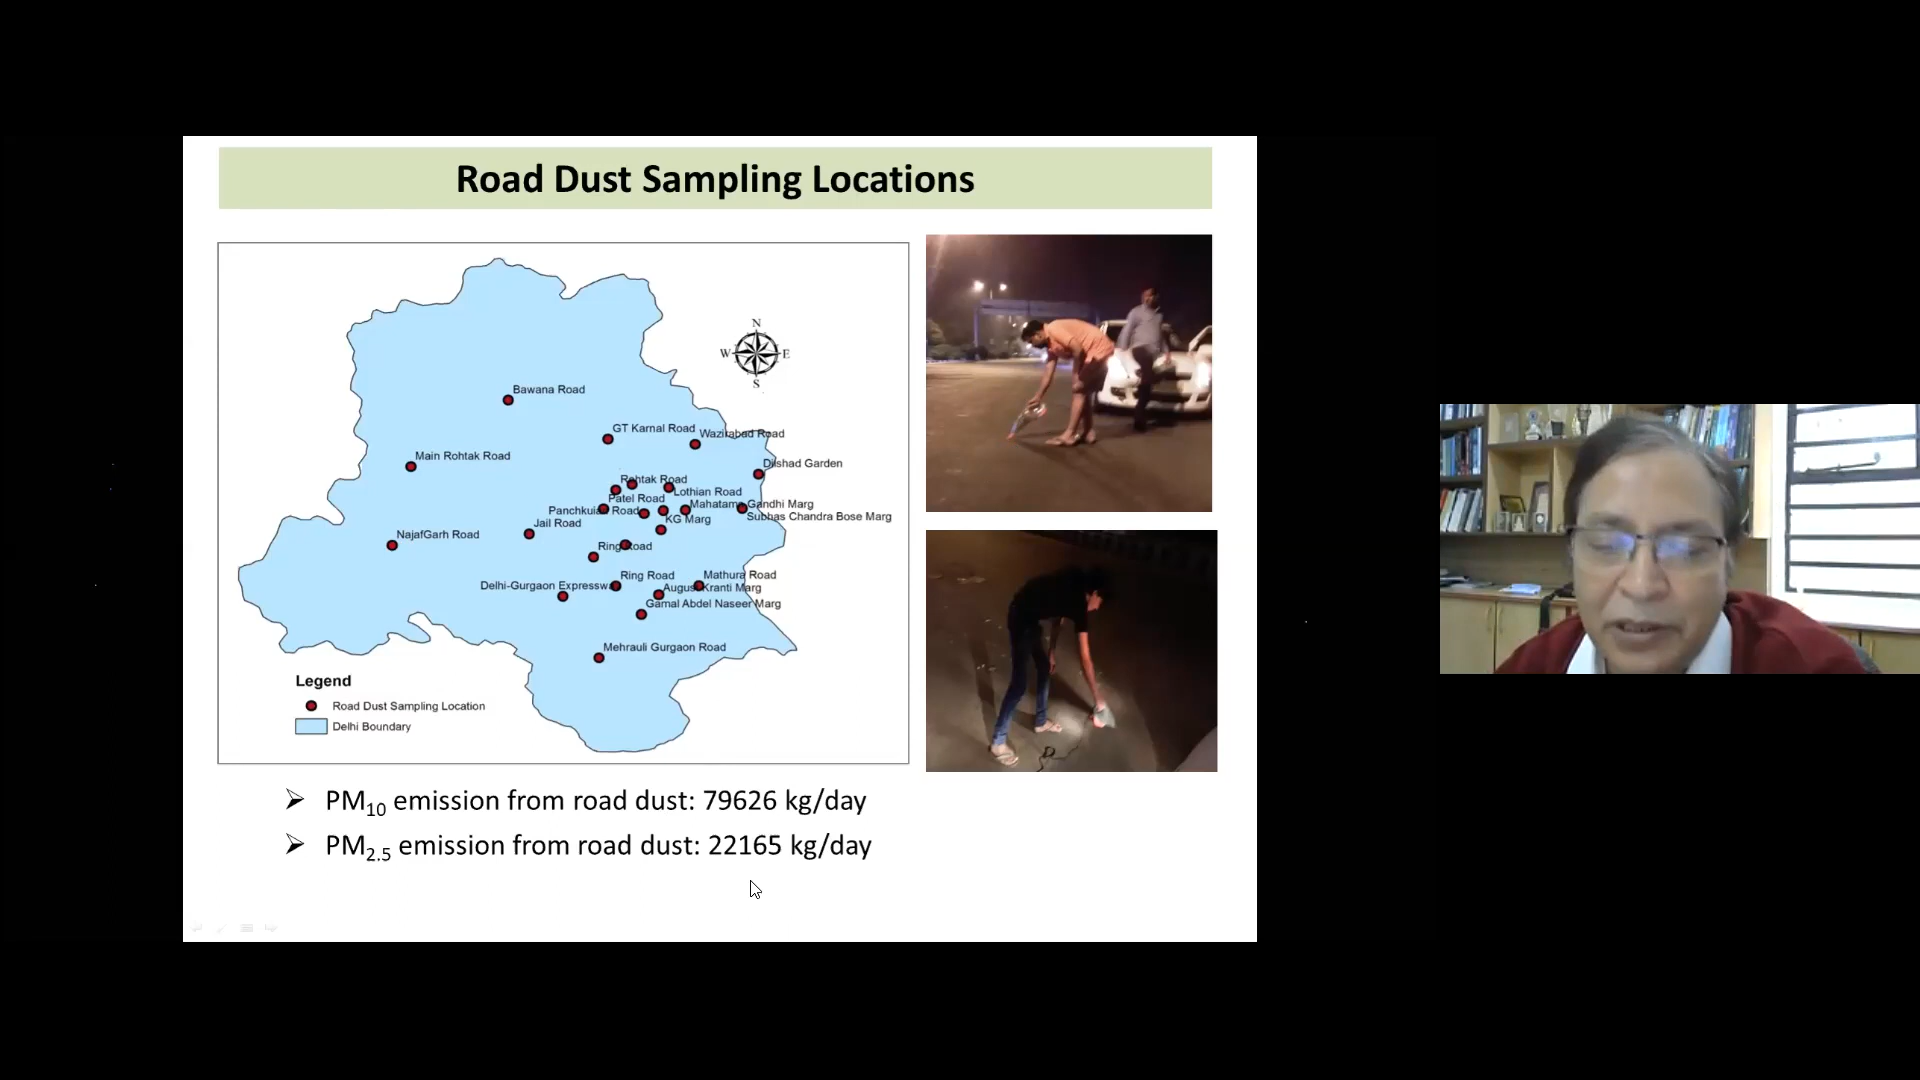 Road Dust Sampling Locations
N
W E
S
Bawana Road
GT Karnal Road
Wazirabad Road
Main Rohtak Road
Dilshad Garden
Rohtak Road
Lothian Road
Patel Road
Mahatama Gandhi Marg
Panchkuian Road
Subhas Chandra Bose Marg
KG Marg
Jail Road
NajafGarh Road
Ring Road
Ring Road
Mathura Road
Delhi-Gurgaon Expressw
August Kranti Marg
Gamal Abdel Naseer Marg
Mehrauli Gurgaon Road
Legend
Road Dust Sampling Location
Delhi Boundary
➢ PM10 emission from road dust: 79626 kg/day
➢ PM2.5 emission from road dust: 22165 kg/day